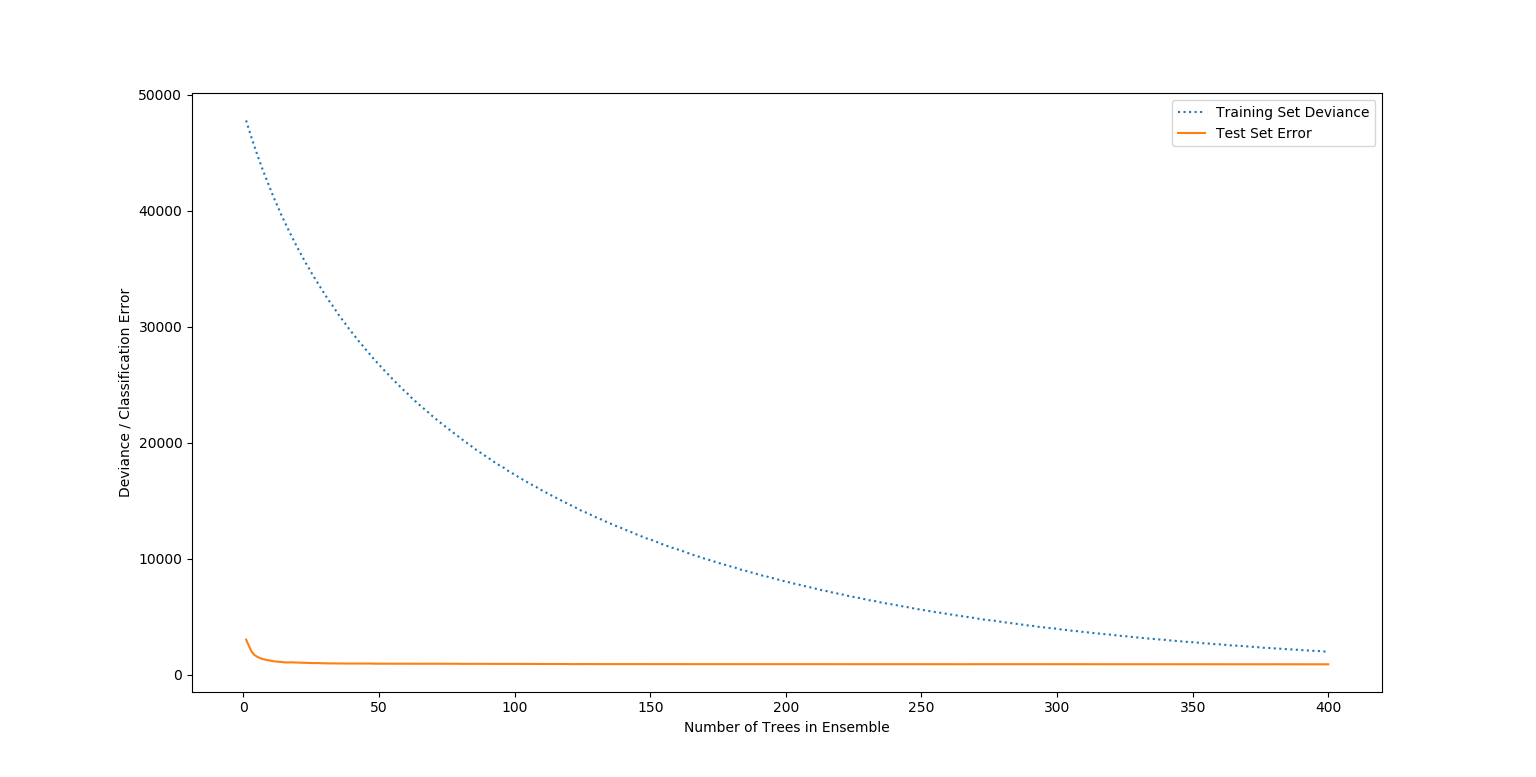 50000
40000
30000
20000
10000
0
Deviance / Classification Error
Training Set Deviance
Test Set Error
0 50 100 150 200 250 300 350 400
Number of Trees in Ensemble